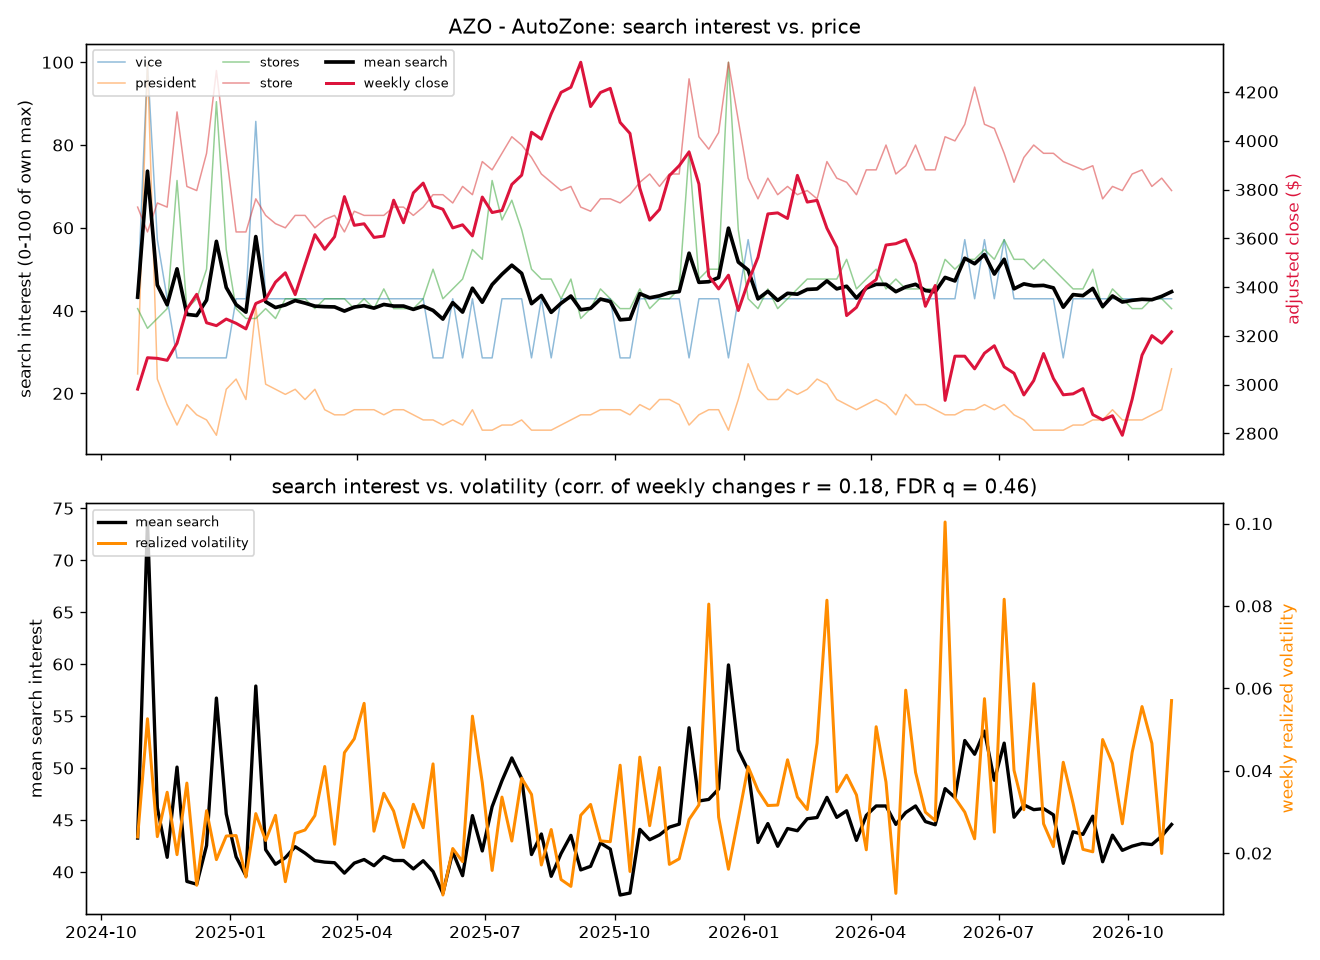 AZO - AutoZone: search interest vs. price
vice
president
stores
store
mean search
weekly close
search interest (0-100 of own max)
100
80
60
40
20
adjusted close ($)
4200
4000
3800
3600
3400
3200
3000
2800
search interest vs. volatility (corr. of weekly changes r = 0.18, FDR q = 0.46)
mean search
realized volatility
mean search interest
75
70
65
60
55
50
45
40
weekly realized volatility
0.10
0.08
0.06
0.04
0.02
2024-10
2025-01
2025-04
2025-07
2025-10
2026-01
2026-04
2026-07
2026-10